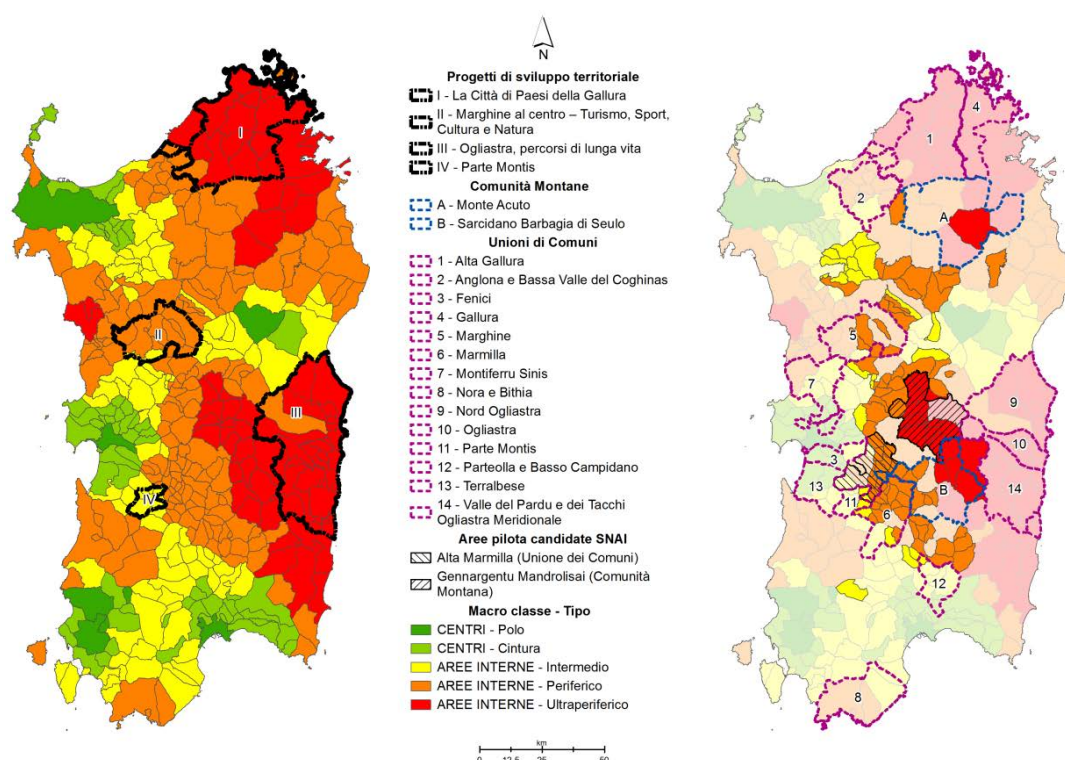 N
Progetti di sviluppo territoriale
I - La Città di Paesi della Gallura
II - Marghine al centro – Turismo, Sport,
Cultura e Natura
III - Ogliastra, percorsi di lunga vita
IV - Parte Montis
Comunità Montane
A - Monte Acuto
B - Sarcidano Barbagia di Seulo
Unioni di Comuni
1 - Alta Gallura
2 - Anglona e Bassa Valle del Coghinas
3 - Fenici
4 - Gallura
5 - Marghine
6 - Marmilla
7 - Montiferru Sinis
8 - Nora e Bithia
9 - Nord Ogliastra
10 - Ogliastra
11 - Parte Montis
12 - Parteolla e Basso Campidano
13 - Terralbese
14 - Valle del Pardu e dei Tacchi
Ogliastra Meridionale
Aree pilota candidate SNAI
Alta Marmilla (Unione dei Comuni)
Gennargentu Mandrolisai (Comunità
Montana)
Macro classe - Tipo
CENTRI - Polo
CENTRI - Cintura
AREE INTERNE - Intermedio
AREE INTERNE - Periferico
AREE INTERNE - Ultraperiferico
km
0 12,5 25 50
I
II
III
IV
4
1
2
A
5
7
9
10
3
B
13
14
11
6
12
8